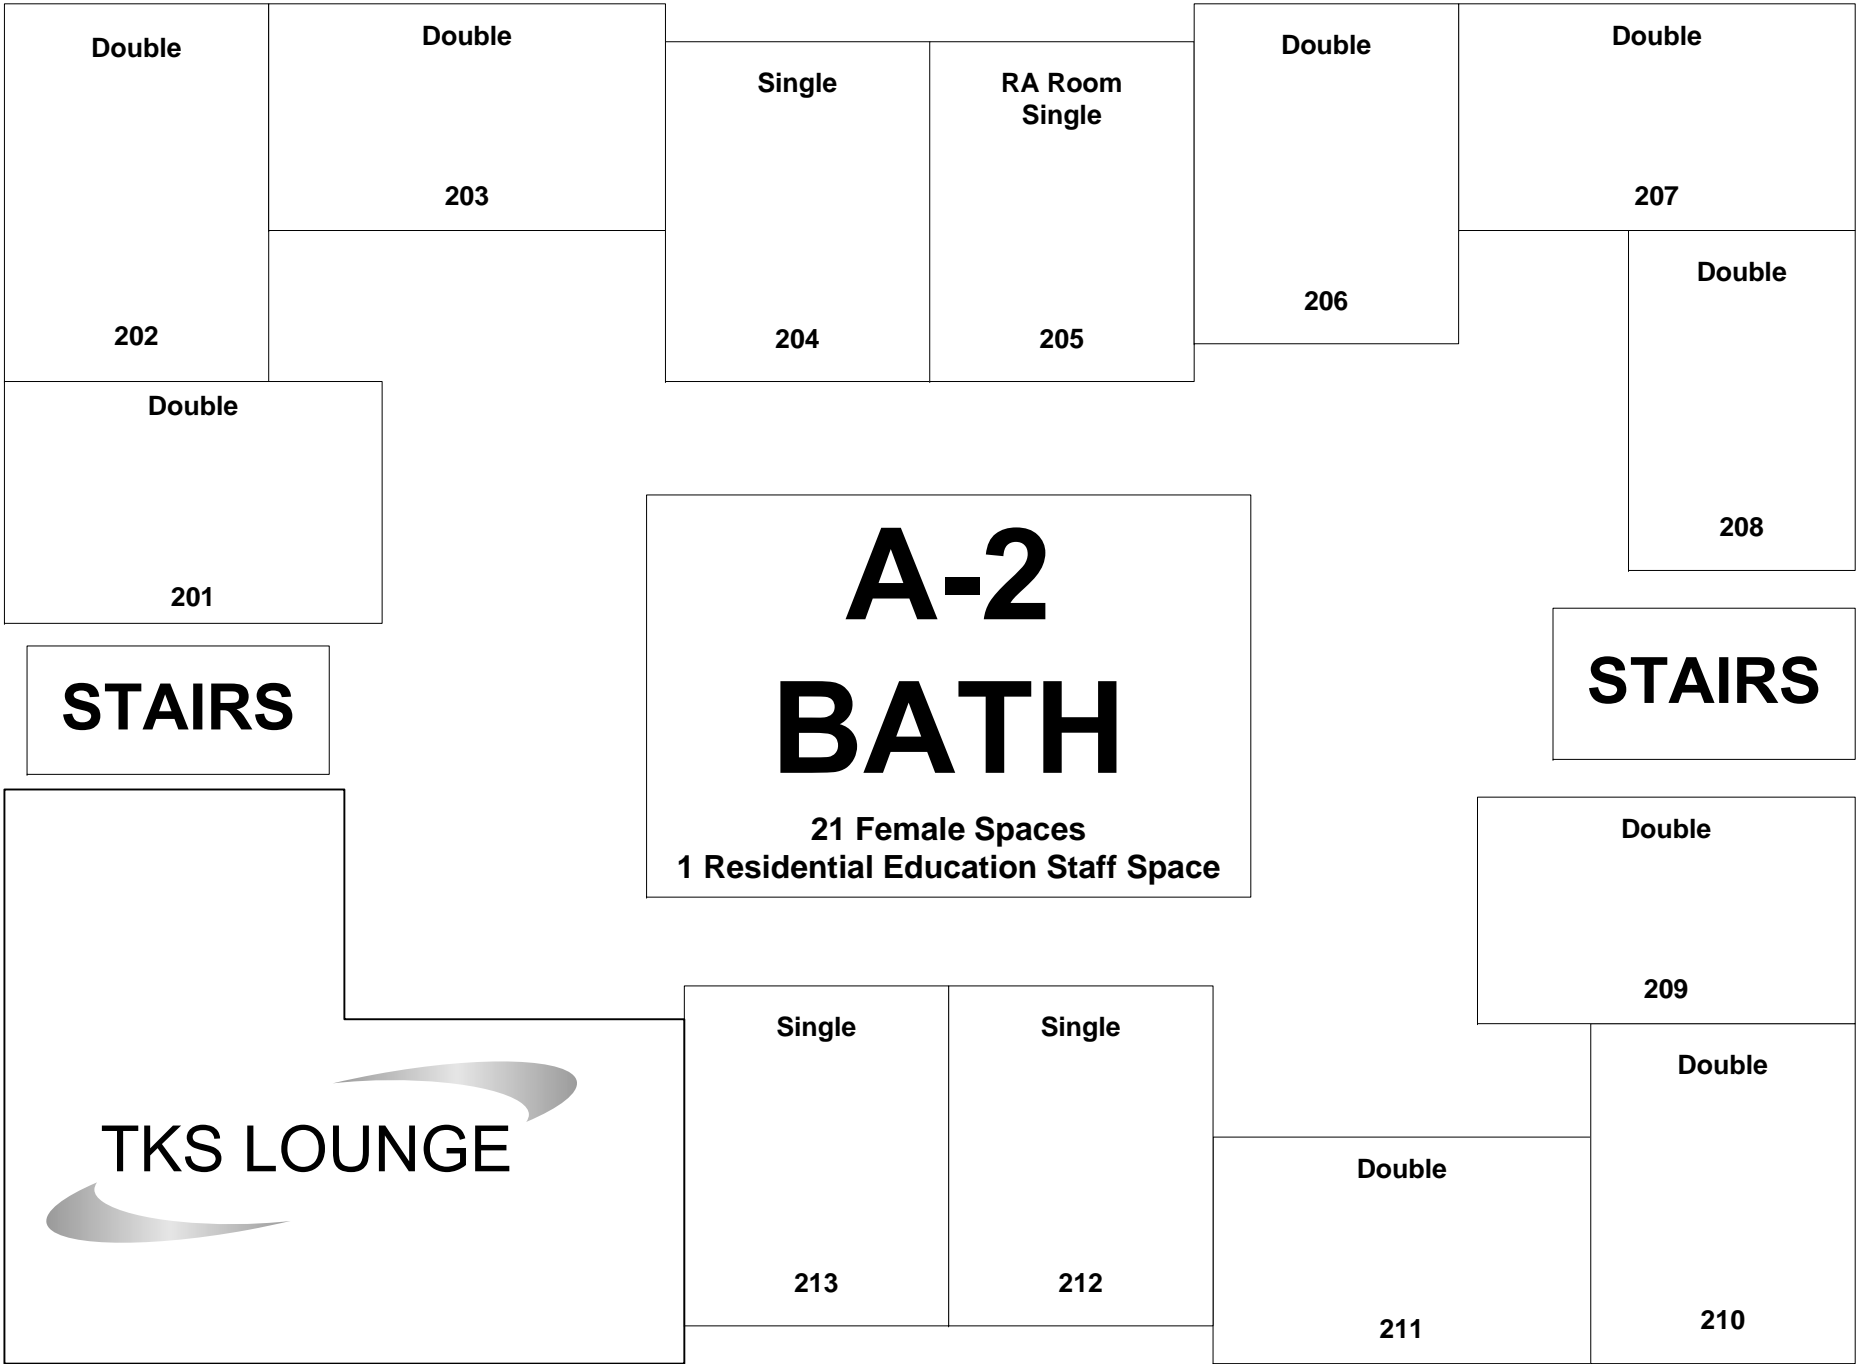 Double
202
Double
203
Single
204
RA Room
Single
205
Double
206
Double
207
Double
208
Double
201
STAIRS
A-2
BATH
21 Female Spaces
1 Residential Education Staff Space
STAIRS
Double
209
TKS LOUNGE
Single
213
Single
212
Double
211
Double
210